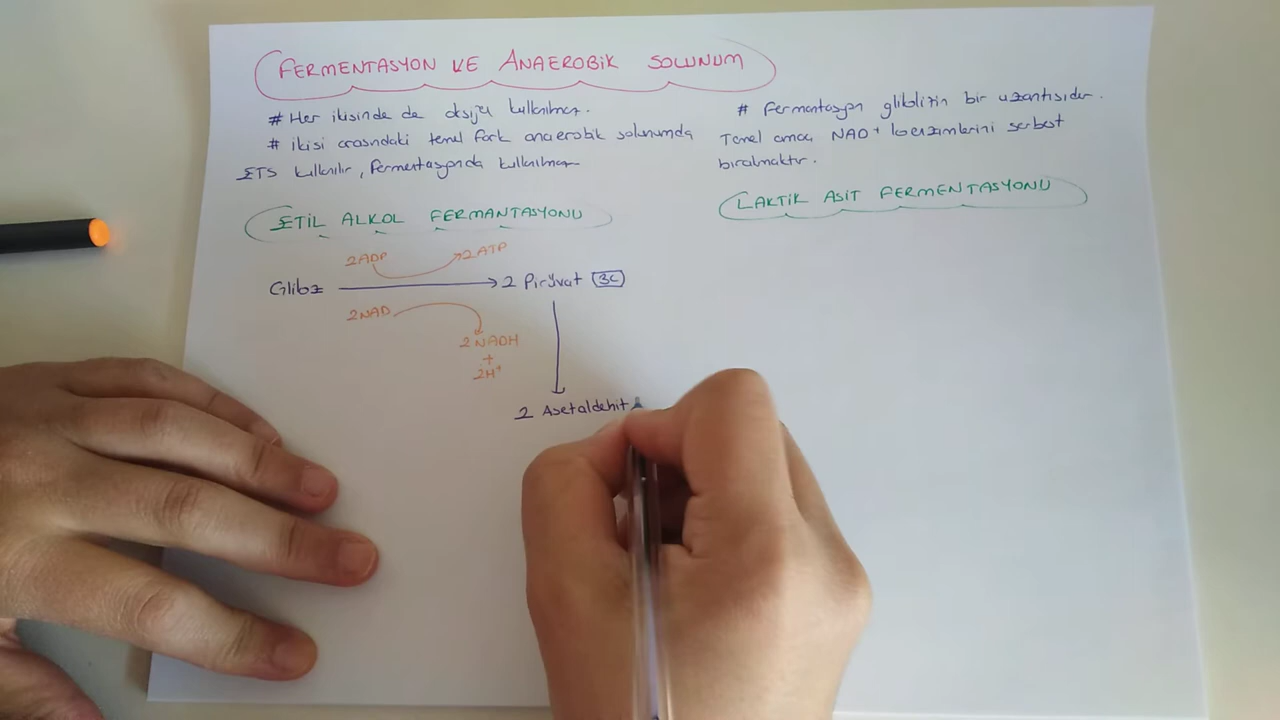 FERMENTASYON VE ANAEROBİK SOLUNUM
# Her ikisinde de oksijen kullanılmaz.
# ikisi arasındaki temel fark anaerobik solunumda
ETS kullanılır, fermentasyonda kullanılmaz
# Fermantasyon glikolizin bir uzantısıdır.
Temel amaç NAD+ koenzimlerini serbest
bırakmaktır.
ETİL ALKOL FERMANTASYONU
2ADP 2ATP
Glikoz 2 Pirüvat 3C
2NAD
2NADH
+
2H+
2 Asetaldehit
LAKTİK ASİT FERMENTASYONU